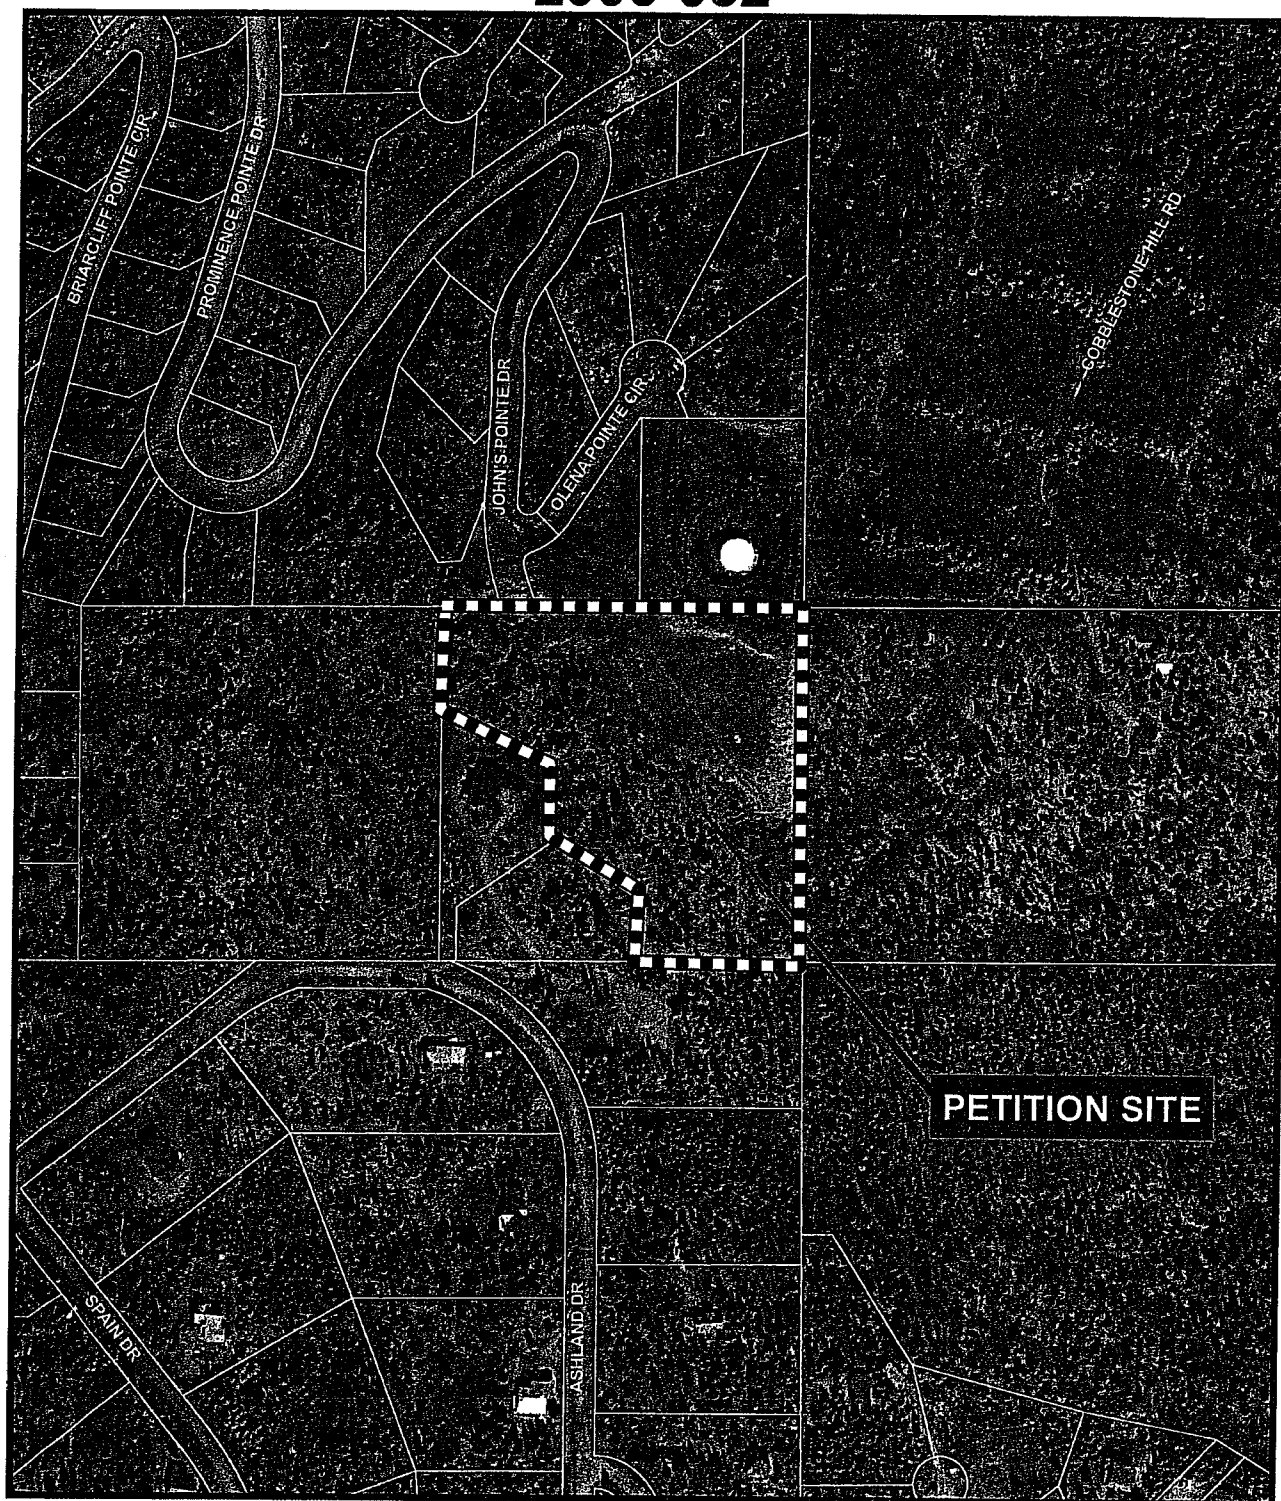 BRIARCLIFF POINTE CIR
PROMINENCE POINTE DR
COBBLESTONE HILL RD
JOHN'S POINTE DR
OLENA POINTE CIR
PETITION SITE
SPAIN DR
ASHLAND DR